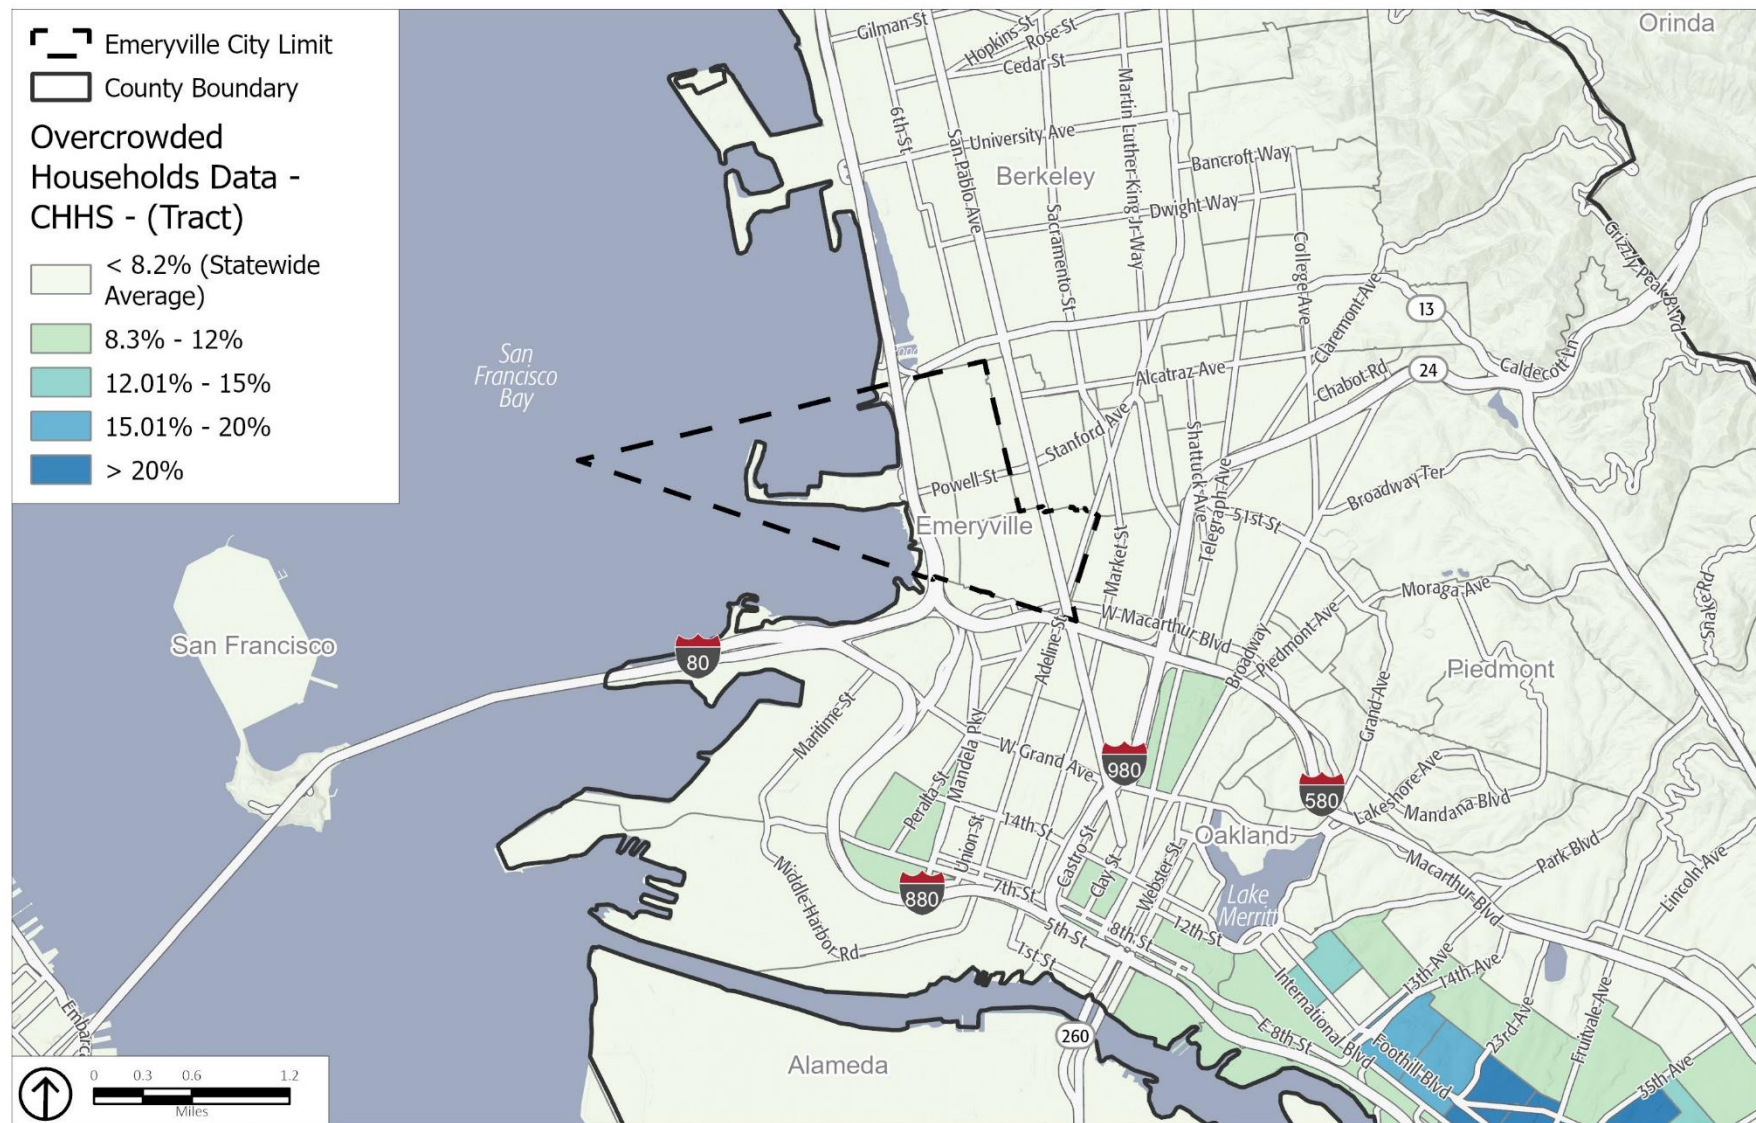 Emeryville City Limit
County Boundary
Overcrowded
Households Data -
CHHS - (Tract)
< 8.2% (Statewide
Average)
8.3% - 12%
12.01% - 15%
15.01% - 20%
> 20%
Orinda
Gilman St
Hopkins St
Rose St
Cedar St
6th St
San Pablo Ave
University Ave
Martin Luther King Jr Way
Bancroft Way
Berkeley
Sacramento St
Dwight Way
College Ave
Claremont Ave
Grizzly Peak Blvd
13
24
Caldecott Ln
San
Francisco
Bay
Alcatraz Ave
Chabot Rd
Stanford Ave
Shattuck Ave
Telegraph Ave
Powell St
Broadway Ter
51st St
Emeryville
Market St
Moraga Ave
Snake Rd
W Macarthur Blvd
Broadway
Piedmont Ave
Adeline St
San Francisco
80
Piedmont
Grand Ave
Maritime St
Mandela Pky
W Grand Ave
980
580
Peralta St
Lakeshore Ave
Mandana Blvd
14th St
Union St
Castro St
Clay St
Webster St
Oakland
Park Blvd
Macarthur Blvd
Lincoln Ave
Middle Harbor Rd
880
7th St
Lake
Merritt
5th St
8th St
12th St
1st St
International Blvd
13th Ave
14th Ave
23rd Ave
Fruitvale Ave
E 8th St
Foothill Blvd
35th Ave
260
Alameda
Embarca
0 0.3 0.6 1.2
Miles